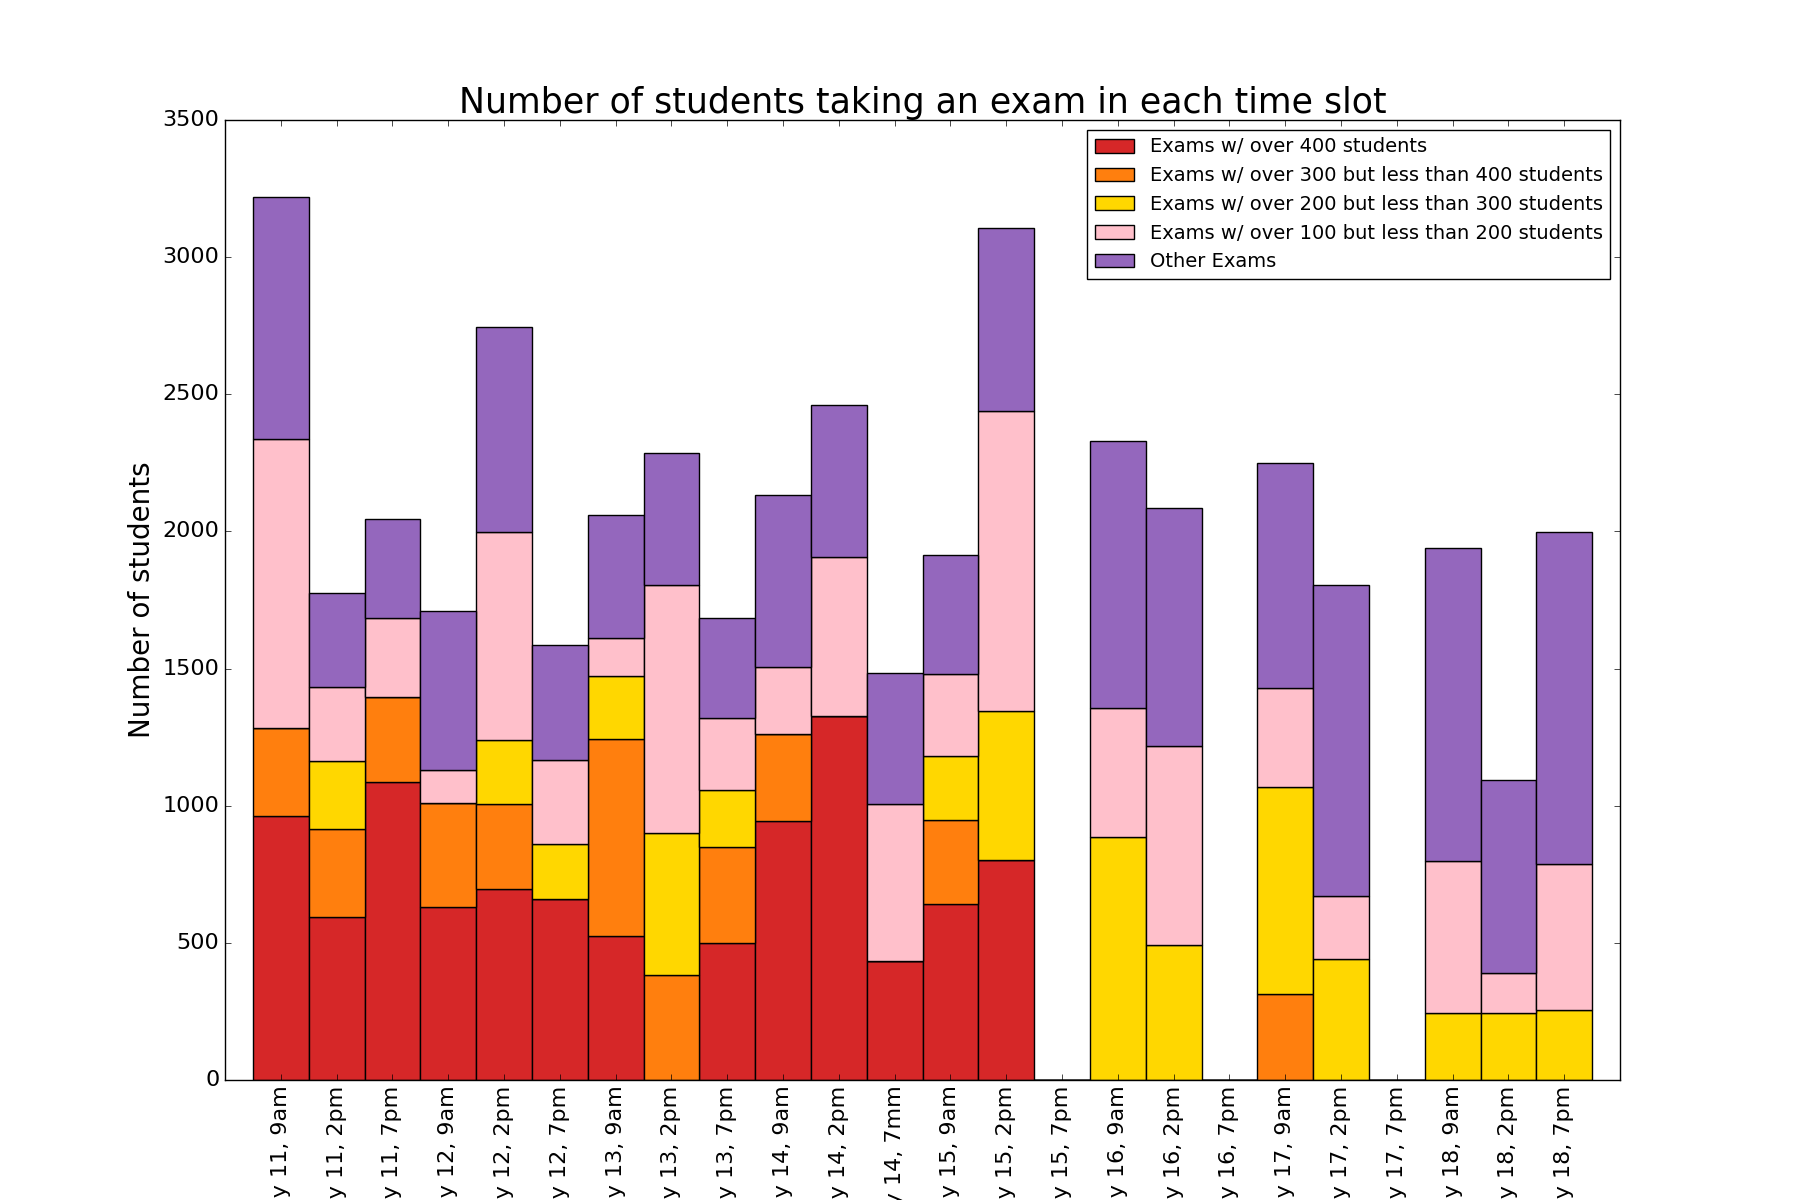 Number of students taking an exam in each time slot
Exams w/ over 400 students
Exams w/ over 300 but less than 400 students
Exams w/ over 200 but less than 300 students
Exams w/ over 100 but less than 200 students
Other Exams
Number of students
3500
3000
2500
2000
1500
1000
500
0
y 11, 9am
y 11, 2pm
y 11, 7pm
y 12, 9am
y 12, 2pm
y 12, 7pm
y 13, 9am
y 13, 2pm
y 13, 7pm
y 14, 9am
y 14, 2pm
y 14, 7mm
y 15, 9am
y 15, 2pm
y 15, 7pm
y 16, 9am
y 16, 2pm
y 16, 7pm
y 17, 9am
y 17, 2pm
y 17, 7pm
y 18, 9am
y 18, 2pm
y 18, 7pm